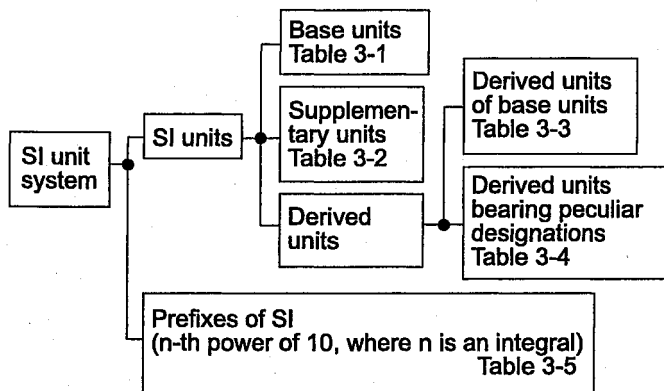 SI unit
system
SI units
Base units
Table 3-1
Supplemen-
tary units
Table 3-2
Derived
units
Derived units
of base units
Table 3-3
Derived units
bearing peculiar
designations
Table 3-4
Prefixes of SI
(n-th power of 10, where n is an integral)
Table 3-5